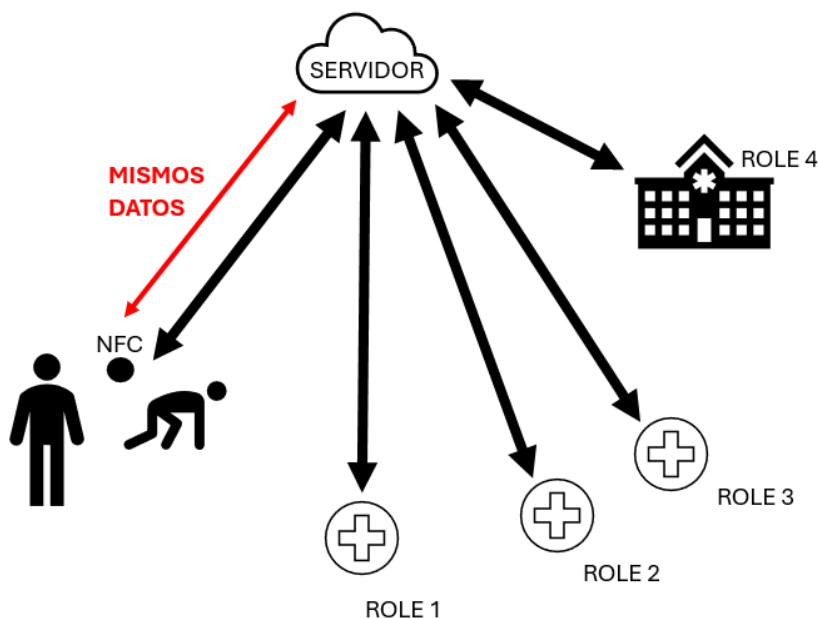 SERVIDOR
ROLE 4
MISMOS
DATOS
NFC
ROLE 3
ROLE 2
ROLE 1